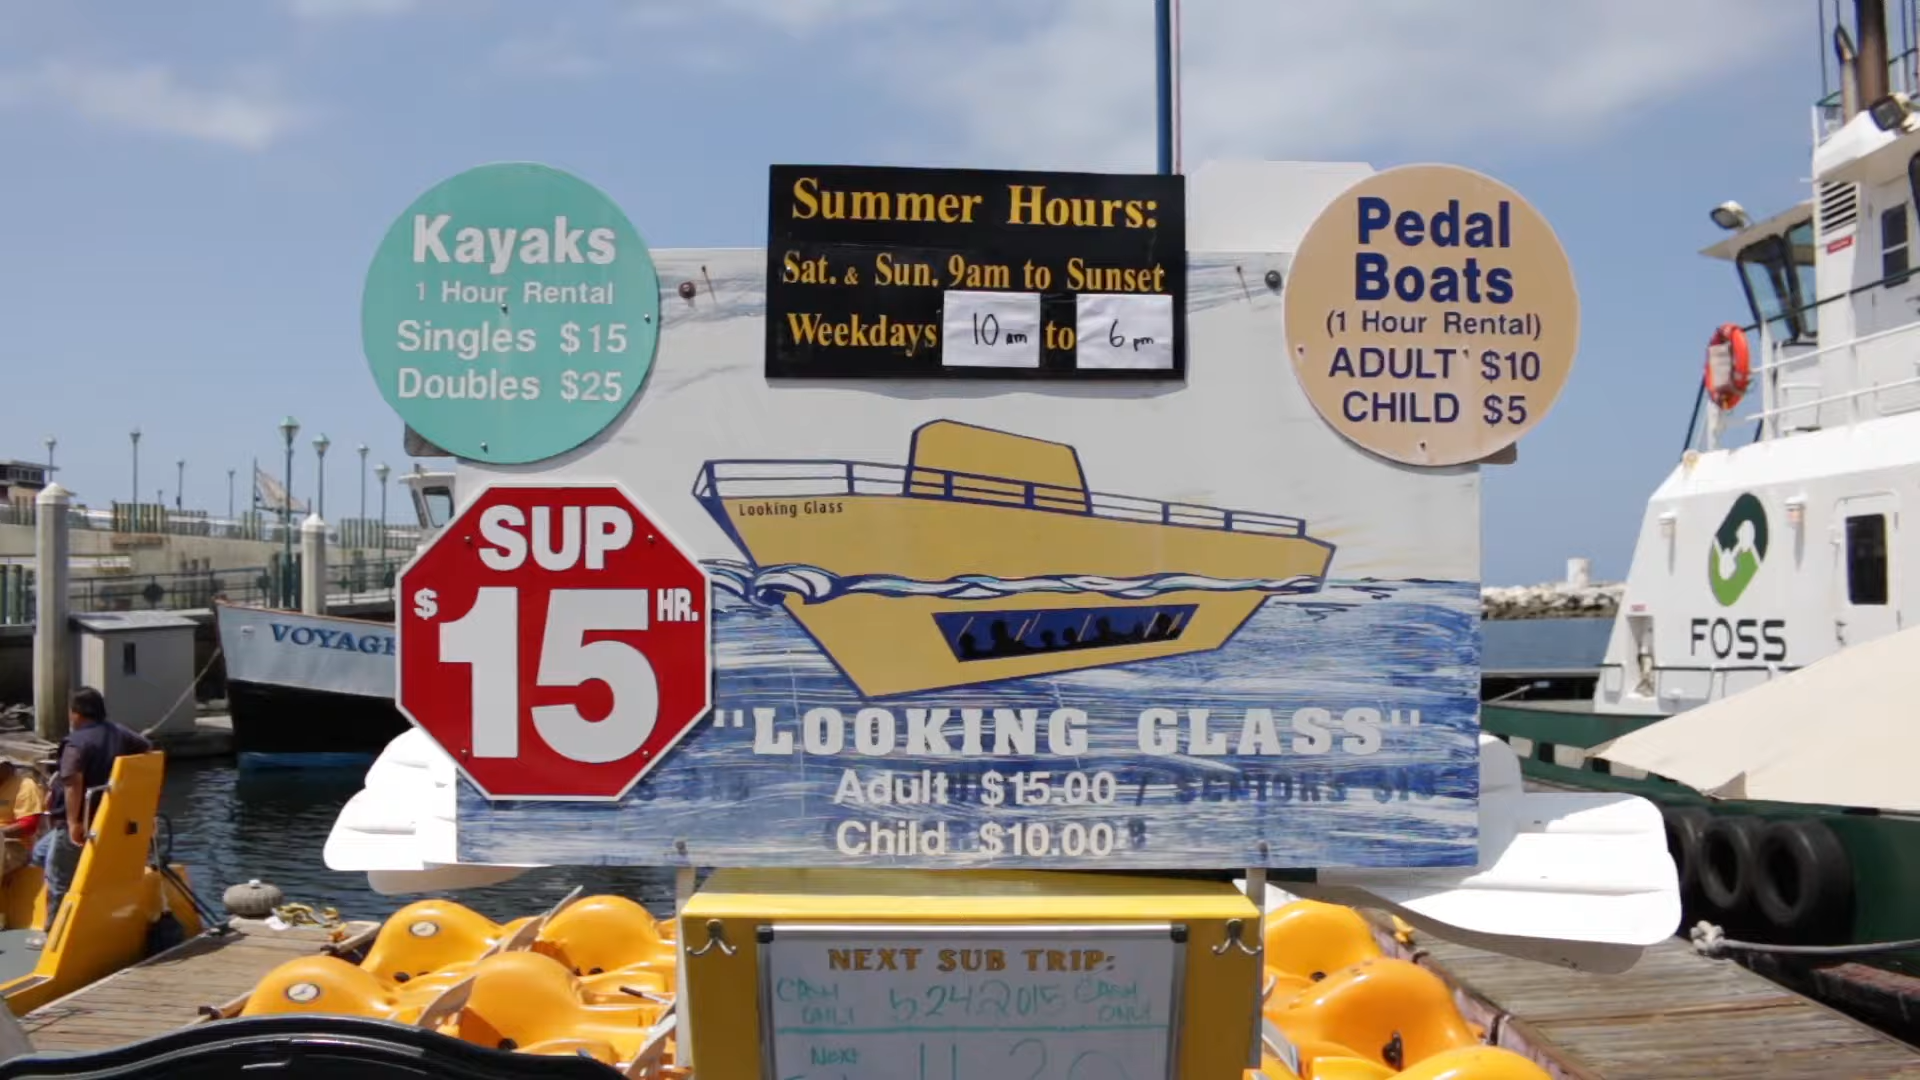 Kayaks
1 Hour Rental
Singles $15
Doubles $25
Summer Hours:
Sat. & Sun. 9am to Sunset
Weekdays 10 am to 6 pm
Pedal
Boats
(1 Hour Rental)
ADULT $10
CHILD $5
SUP
$15 HR.
Looking Glass
"LOOKING GLASS"
Adult $15.00
Child $10.00
VOYAGE
FOSS
NEXT SUB TRIP:
CASH ONLY 5242015 CASH ONLY
Next